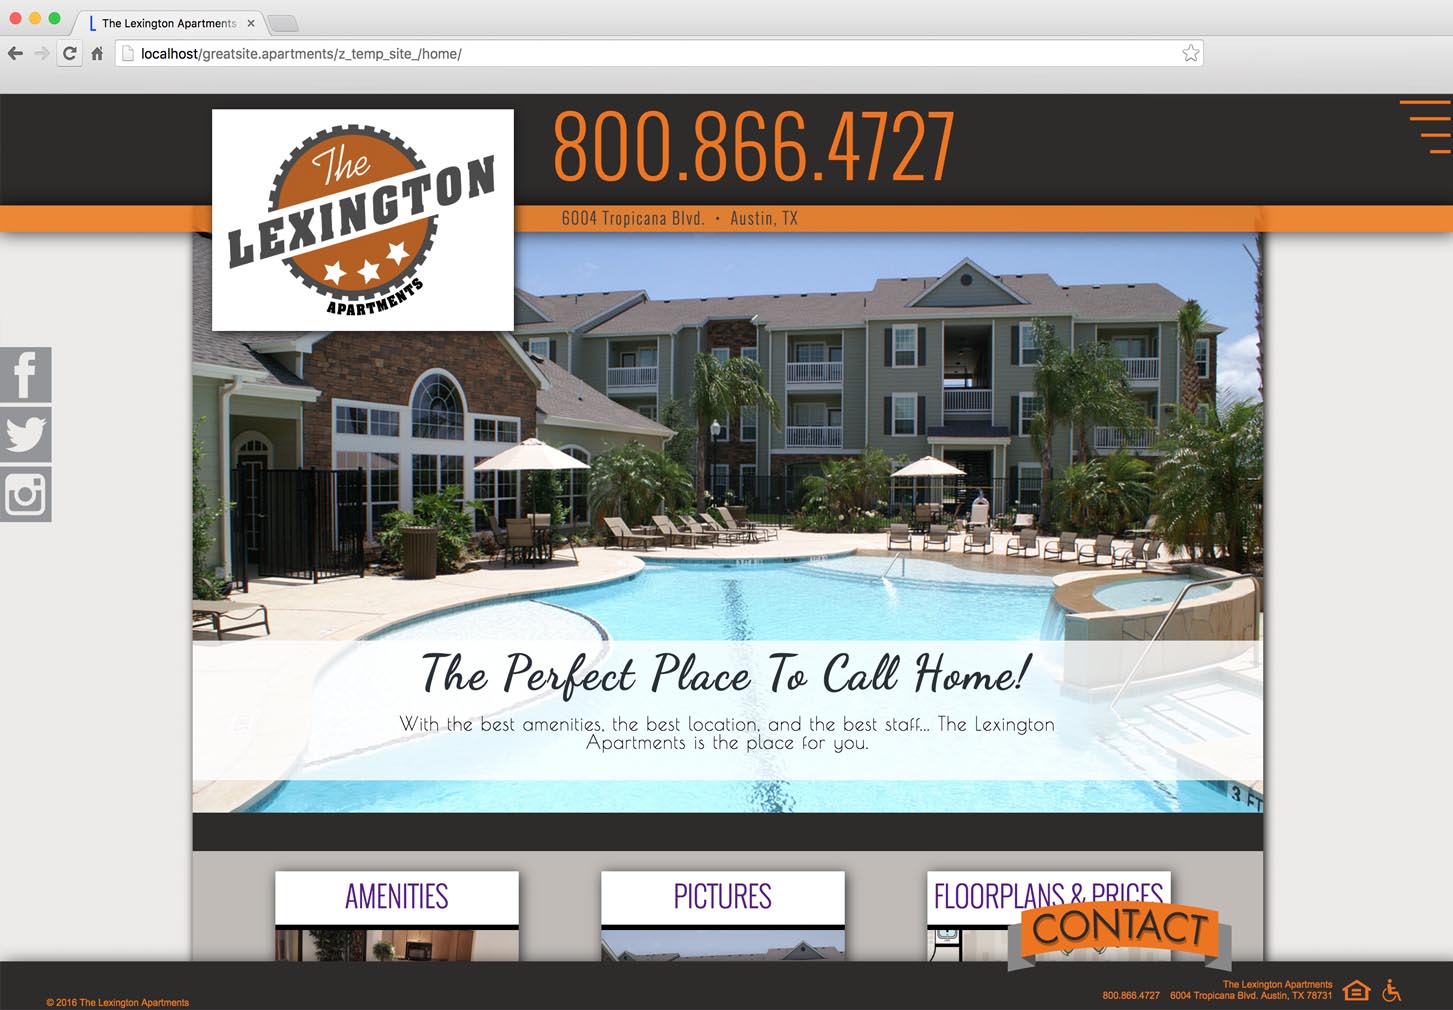 The Lexington Apartments
localhost/greatsite.apartments/z_temp_site_/home/
The
LEXINGTON
APARTMENTS
800.866.4727
6004 Tropicana Blvd. • Austin, TX
The Perfect Place To Call Home!
With the best amenities, the best location, and the best staff... The Lexington
Apartments is the place for you.
3 FT
AMENITIES
PICTURES
FLOORPLANS & PRICES
CONTACT
© 2016 The Lexington Apartments
The Lexington Apartments
800.866.4727 6004 Tropicana Blvd. Austin, TX 78731